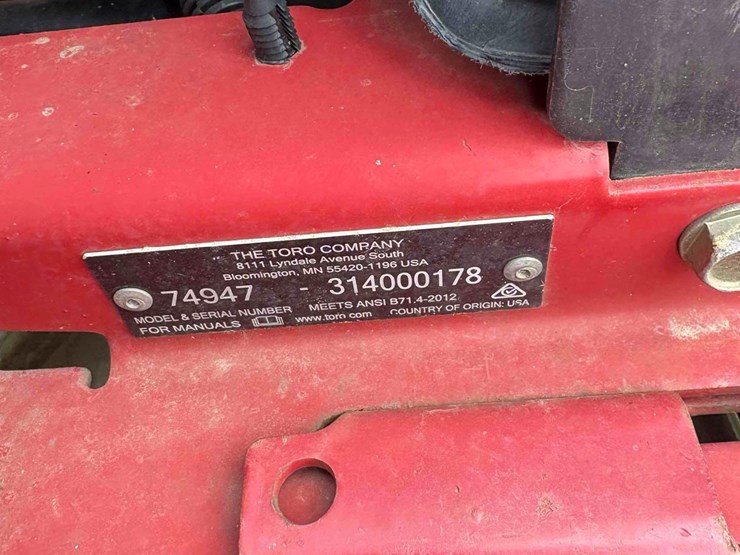 THE TORO COMPANY
8111 Lyndale Avenue South
Bloomington, MN 55420-1196 USA
74947 - 314000178
MODEL & SERIAL NUMBER MEETS ANSI B71.4-2012
FOR MANUALS www.toro.com COUNTRY OF ORIGIN: USA